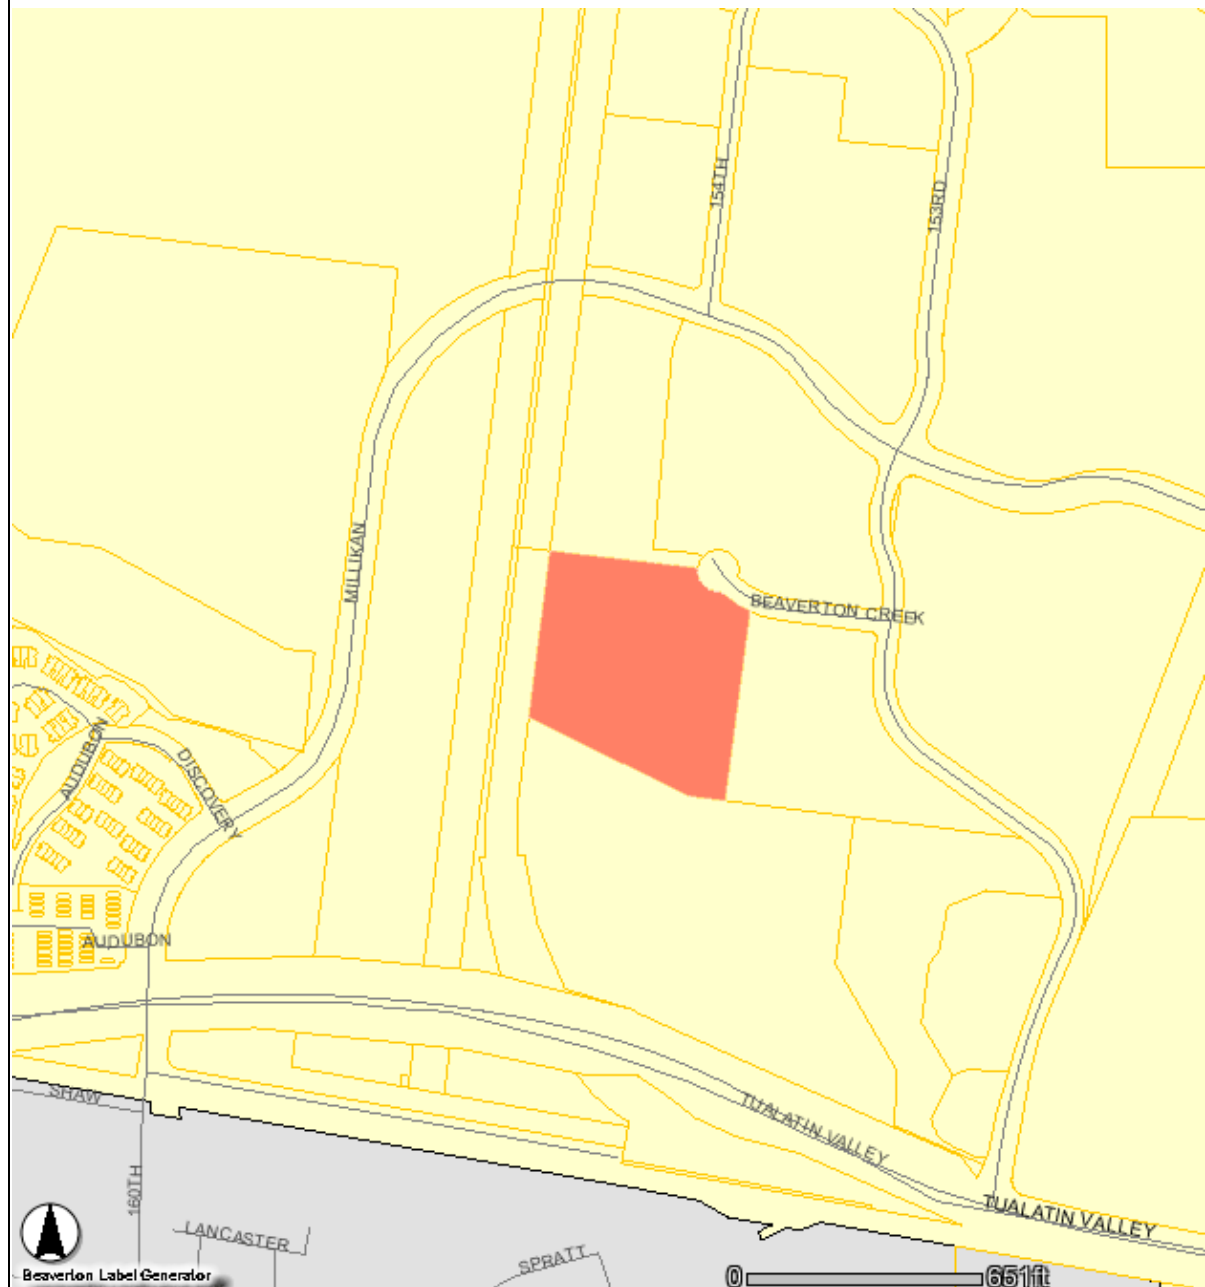 154TH
153RD
MILLIKAN
BEAVERTON CREEK
AUDUBON
DISCOVERY
AUDUBON
SHAW
TUALATIN VALLEY
160TH
TUALATIN VALLEY
LANCASTER
SPRATT
Beaverton Label Generator
0 651ft